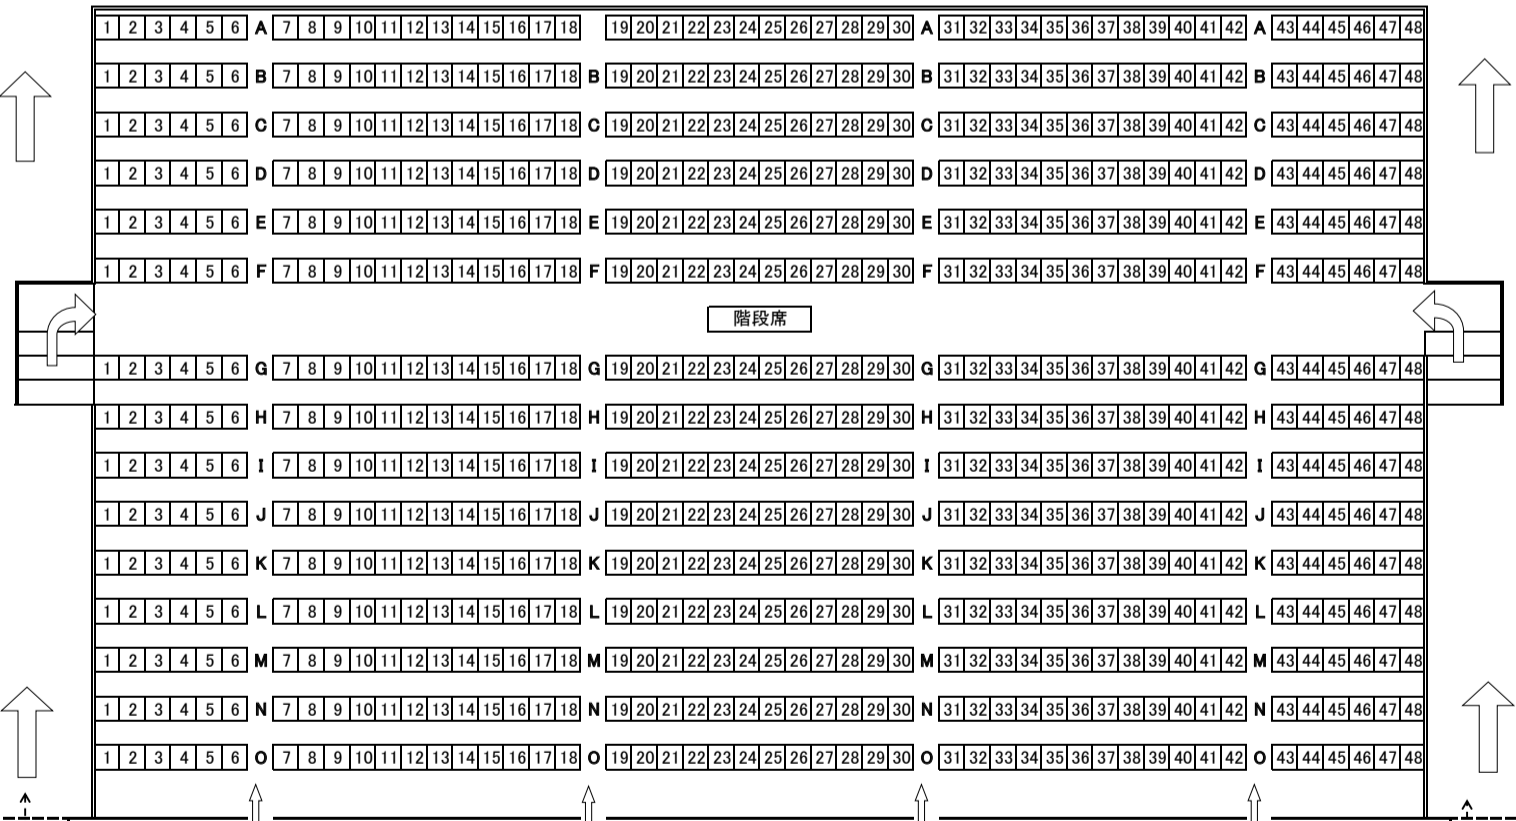 1 2 3 4 5 6 A 7 8 9 10 11 12 13 14 15 16 17 18 19 20 21 22 23 24 25 26 27 28 29 30 A 31 32 33 34 35 36 37 38 39 40 41 42 A 43 44 45 46 47 48
1 2 3 4 5 6 B 7 8 9 10 11 12 13 14 15 16 17 18 B 19 20 21 22 23 24 25 26 27 28 29 30 B 31 32 33 34 35 36 37 38 39 40 41 42 B 43 44 45 46 47 48
1 2 3 4 5 6 C 7 8 9 10 11 12 13 14 15 16 17 18 C 19 20 21 22 23 24 25 26 27 28 29 30 C 31 32 33 34 35 36 37 38 39 40 41 42 C 43 44 45 46 47 48
1 2 3 4 5 6 D 7 8 9 10 11 12 13 14 15 16 17 18 D 19 20 21 22 23 24 25 26 27 28 29 30 D 31 32 33 34 35 36 37 38 39 40 41 42 D 43 44 45 46 47 48
1 2 3 4 5 6 E 7 8 9 10 11 12 13 14 15 16 17 18 E 19 20 21 22 23 24 25 26 27 28 29 30 E 31 32 33 34 35 36 37 38 39 40 41 42 E 43 44 45 46 47 48
1 2 3 4 5 6 F 7 8 9 10 11 12 13 14 15 16 17 18 F 19 20 21 22 23 24 25 26 27 28 29 30 F 31 32 33 34 35 36 37 38 39 40 41 42 F 43 44 45 46 47 48
階段席
1 2 3 4 5 6 G 7 8 9 10 11 12 13 14 15 16 17 18 G 19 20 21 22 23 24 25 26 27 28 29 30 G 31 32 33 34 35 36 37 38 39 40 41 42 G 43 44 45 46 47 48
1 2 3 4 5 6 H 7 8 9 10 11 12 13 14 15 16 17 18 H 19 20 21 22 23 24 25 26 27 28 29 30 H 31 32 33 34 35 36 37 38 39 40 41 42 H 43 44 45 46 47 48
1 2 3 4 5 6 I 7 8 9 10 11 12 13 14 15 16 17 18 I 19 20 21 22 23 24 25 26 27 28 29 30 I 31 32 33 34 35 36 37 38 39 40 41 42 I 43 44 45 46 47 48
1 2 3 4 5 6 J 7 8 9 10 11 12 13 14 15 16 17 18 J 19 20 21 22 23 24 25 26 27 28 29 30 J 31 32 33 34 35 36 37 38 39 40 41 42 J 43 44 45 46 47 48
1 2 3 4 5 6 K 7 8 9 10 11 12 13 14 15 16 17 18 K 19 20 21 22 23 24 25 26 27 28 29 30 K 31 32 33 34 35 36 37 38 39 40 41 42 K 43 44 45 46 47 48
1 2 3 4 5 6 L 7 8 9 10 11 12 13 14 15 16 17 18 L 19 20 21 22 23 24 25 26 27 28 29 30 L 31 32 33 34 35 36 37 38 39 40 41 42 L 43 44 45 46 47 48
1 2 3 4 5 6 M 7 8 9 10 11 12 13 14 15 16 17 18 M 19 20 21 22 23 24 25 26 27 28 29 30 M 31 32 33 34 35 36 37 38 39 40 41 42 M 43 44 45 46 47 48
1 2 3 4 5 6 N 7 8 9 10 11 12 13 14 15 16 17 18 N 19 20 21 22 23 24 25 26 27 28 29 30 N 31 32 33 34 35 36 37 38 39 40 41 42 N 43 44 45 46 47 48
1 2 3 4 5 6 O 7 8 9 10 11 12 13 14 15 16 17 18 O 19 20 21 22 23 24 25 26 27 28 29 30 O 31 32 33 34 35 36 37 38 39 40 41 42 O 43 44 45 46 47 48